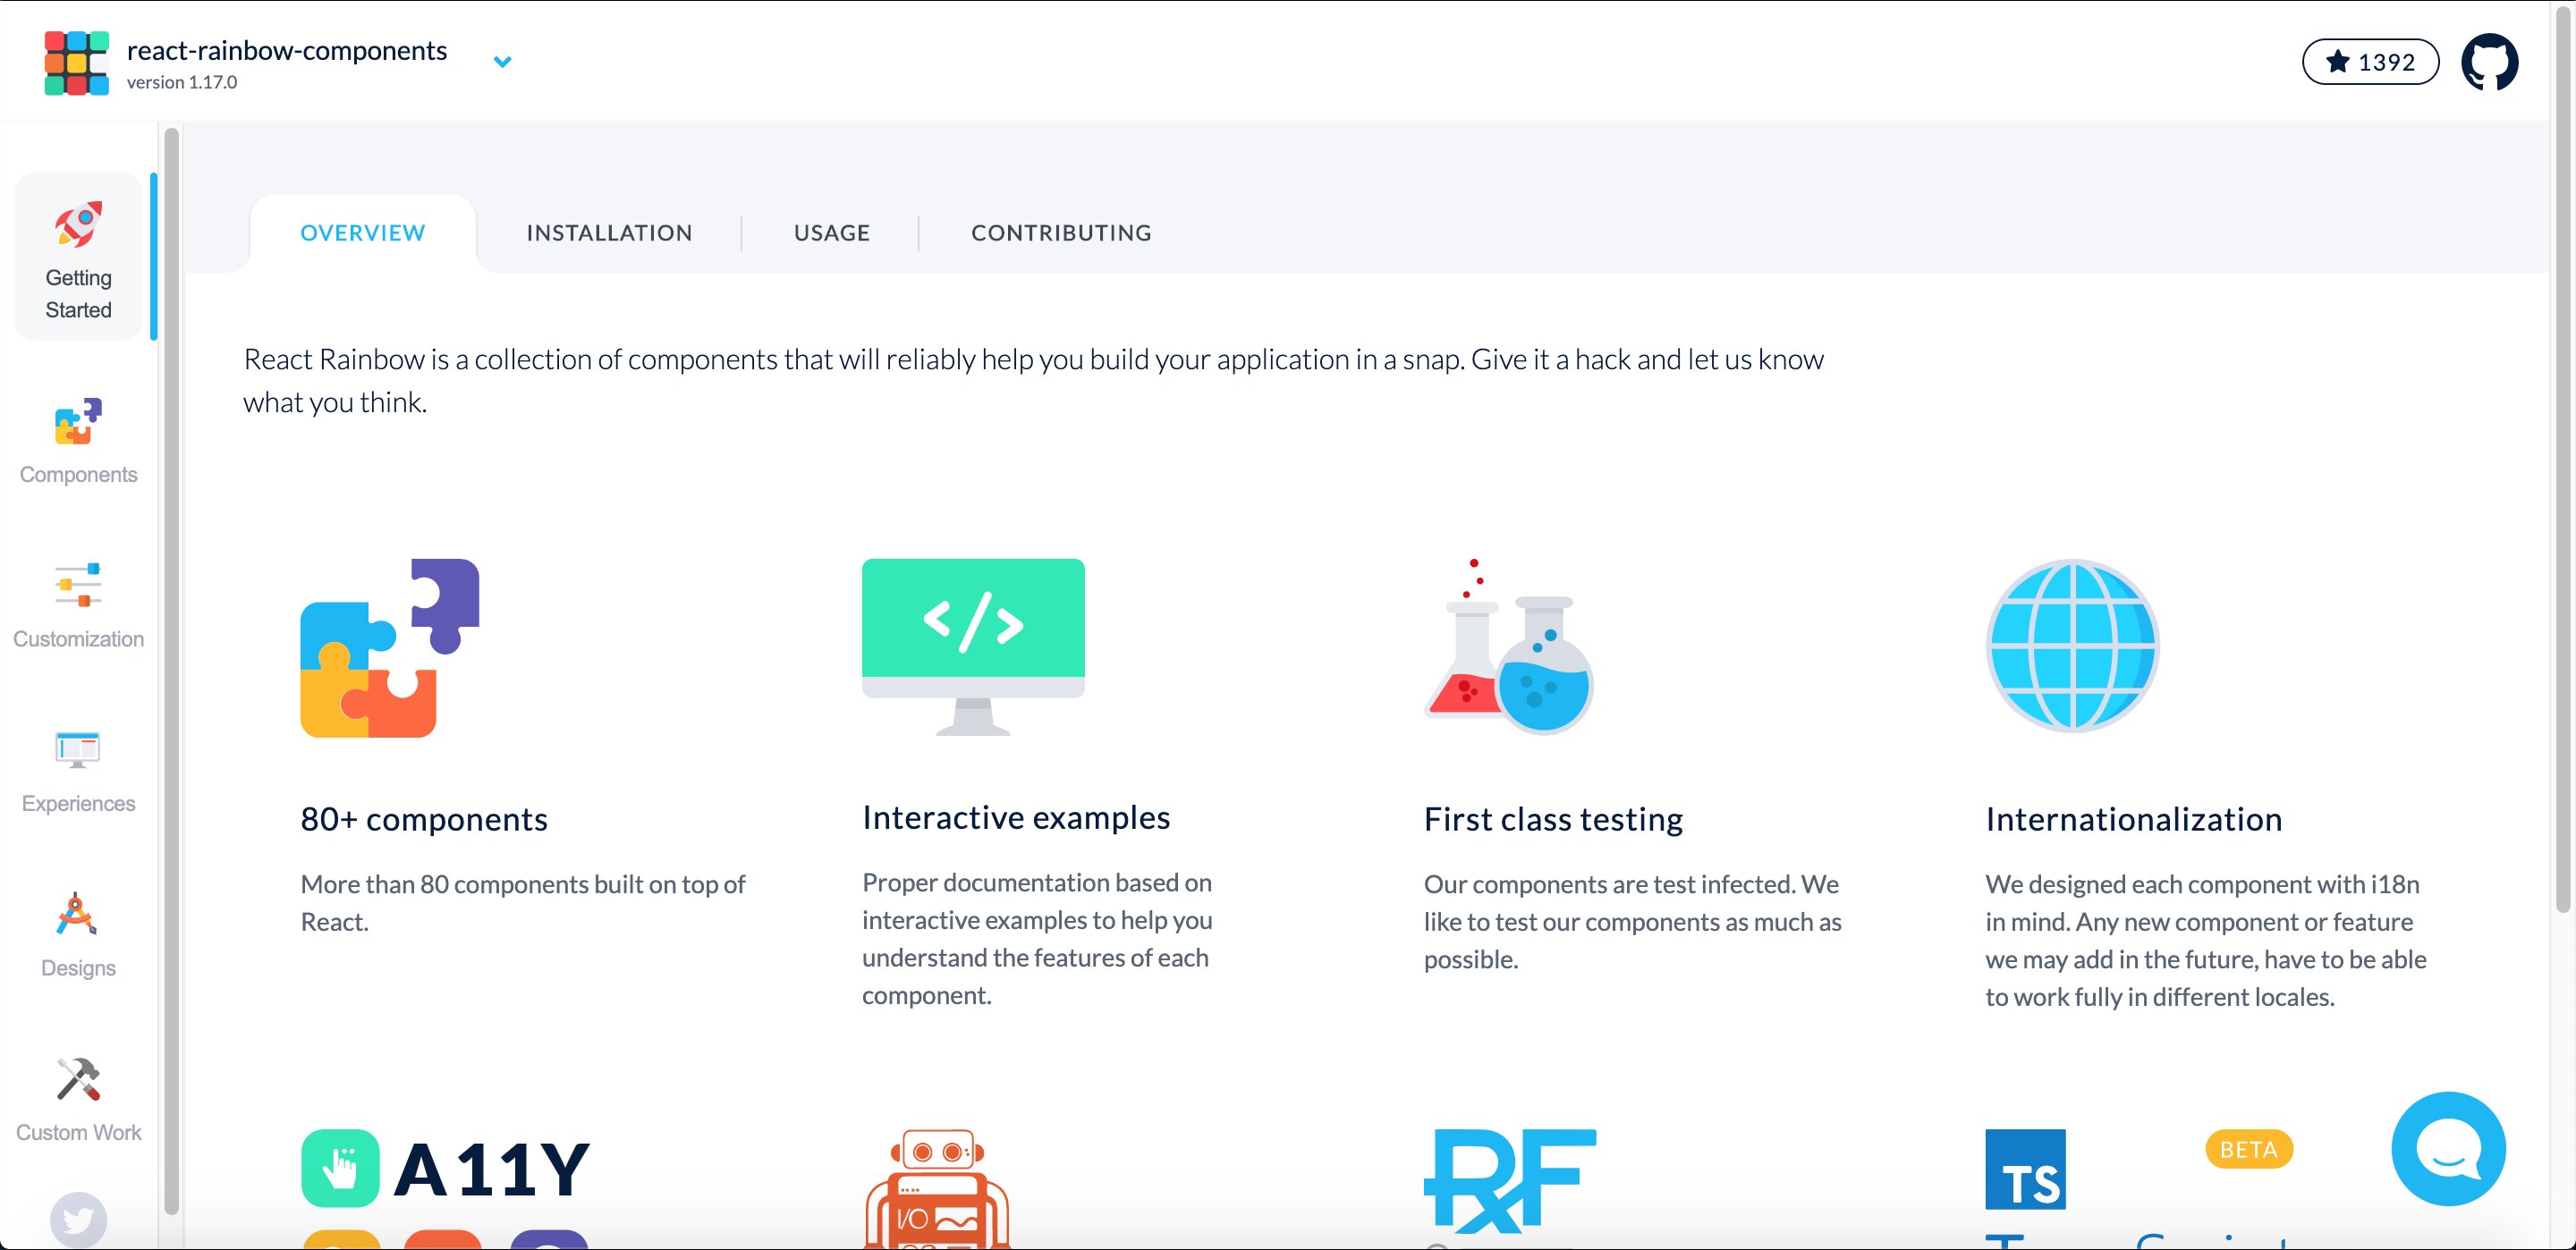 react-rainbow-components
version 1.17.0
1392
Getting
Started
Components
Customization
Experiences
Designs
Custom Work
OVERVIEW
INSTALLATION
USAGE
CONTRIBUTING
React Rainbow is a collection of components that will reliably help you build your application in a snap. Give it a hack and let us know
what you think.
</>
80+ components
More than 80 components built on top of
React.
Interactive examples
Proper documentation based on
interactive examples to help you
understand the features of each
component.
First class testing
Our components are test infected. We
like to test our components as much as
possible.
Internationalization
We designed each component with i18n
in mind. Any new component or feature
we may add in the future, have to be able
to work fully in different locales.
A11Y
I/O
RxF
TS
BETA